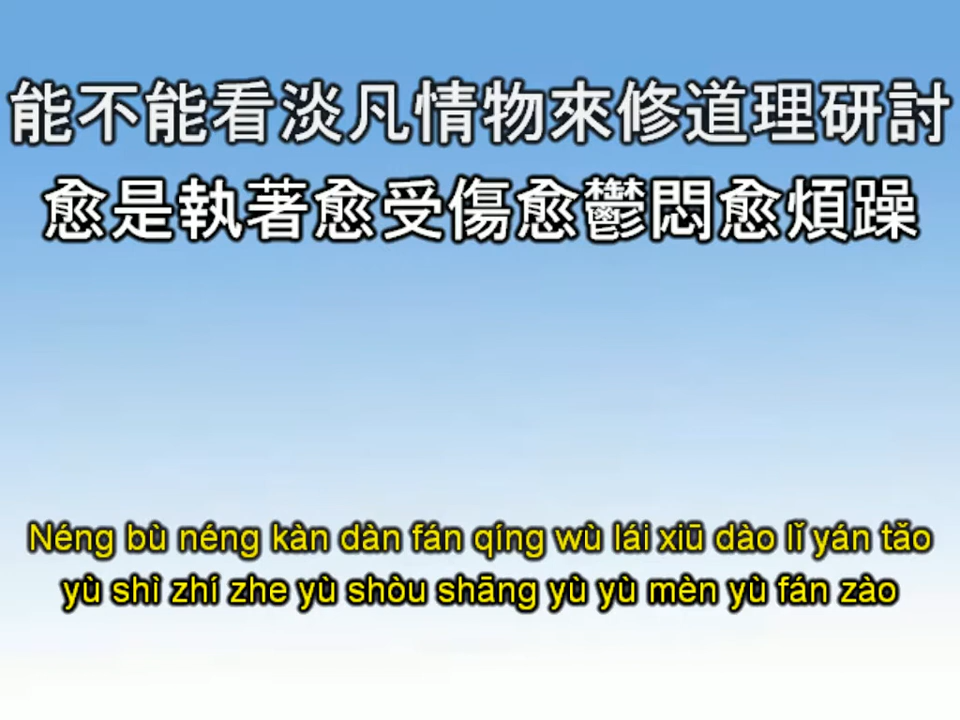 能不能看淡凡情物來修道理研討
愈是執著愈受傷愈鬱悶愈煩躁
Néng bù néng kàn dàn fán qíng wù lái xiū dào lǐ yán tǎo
yù shì zhí zhe yù shòu shāng yù yù mèn yù fán zào